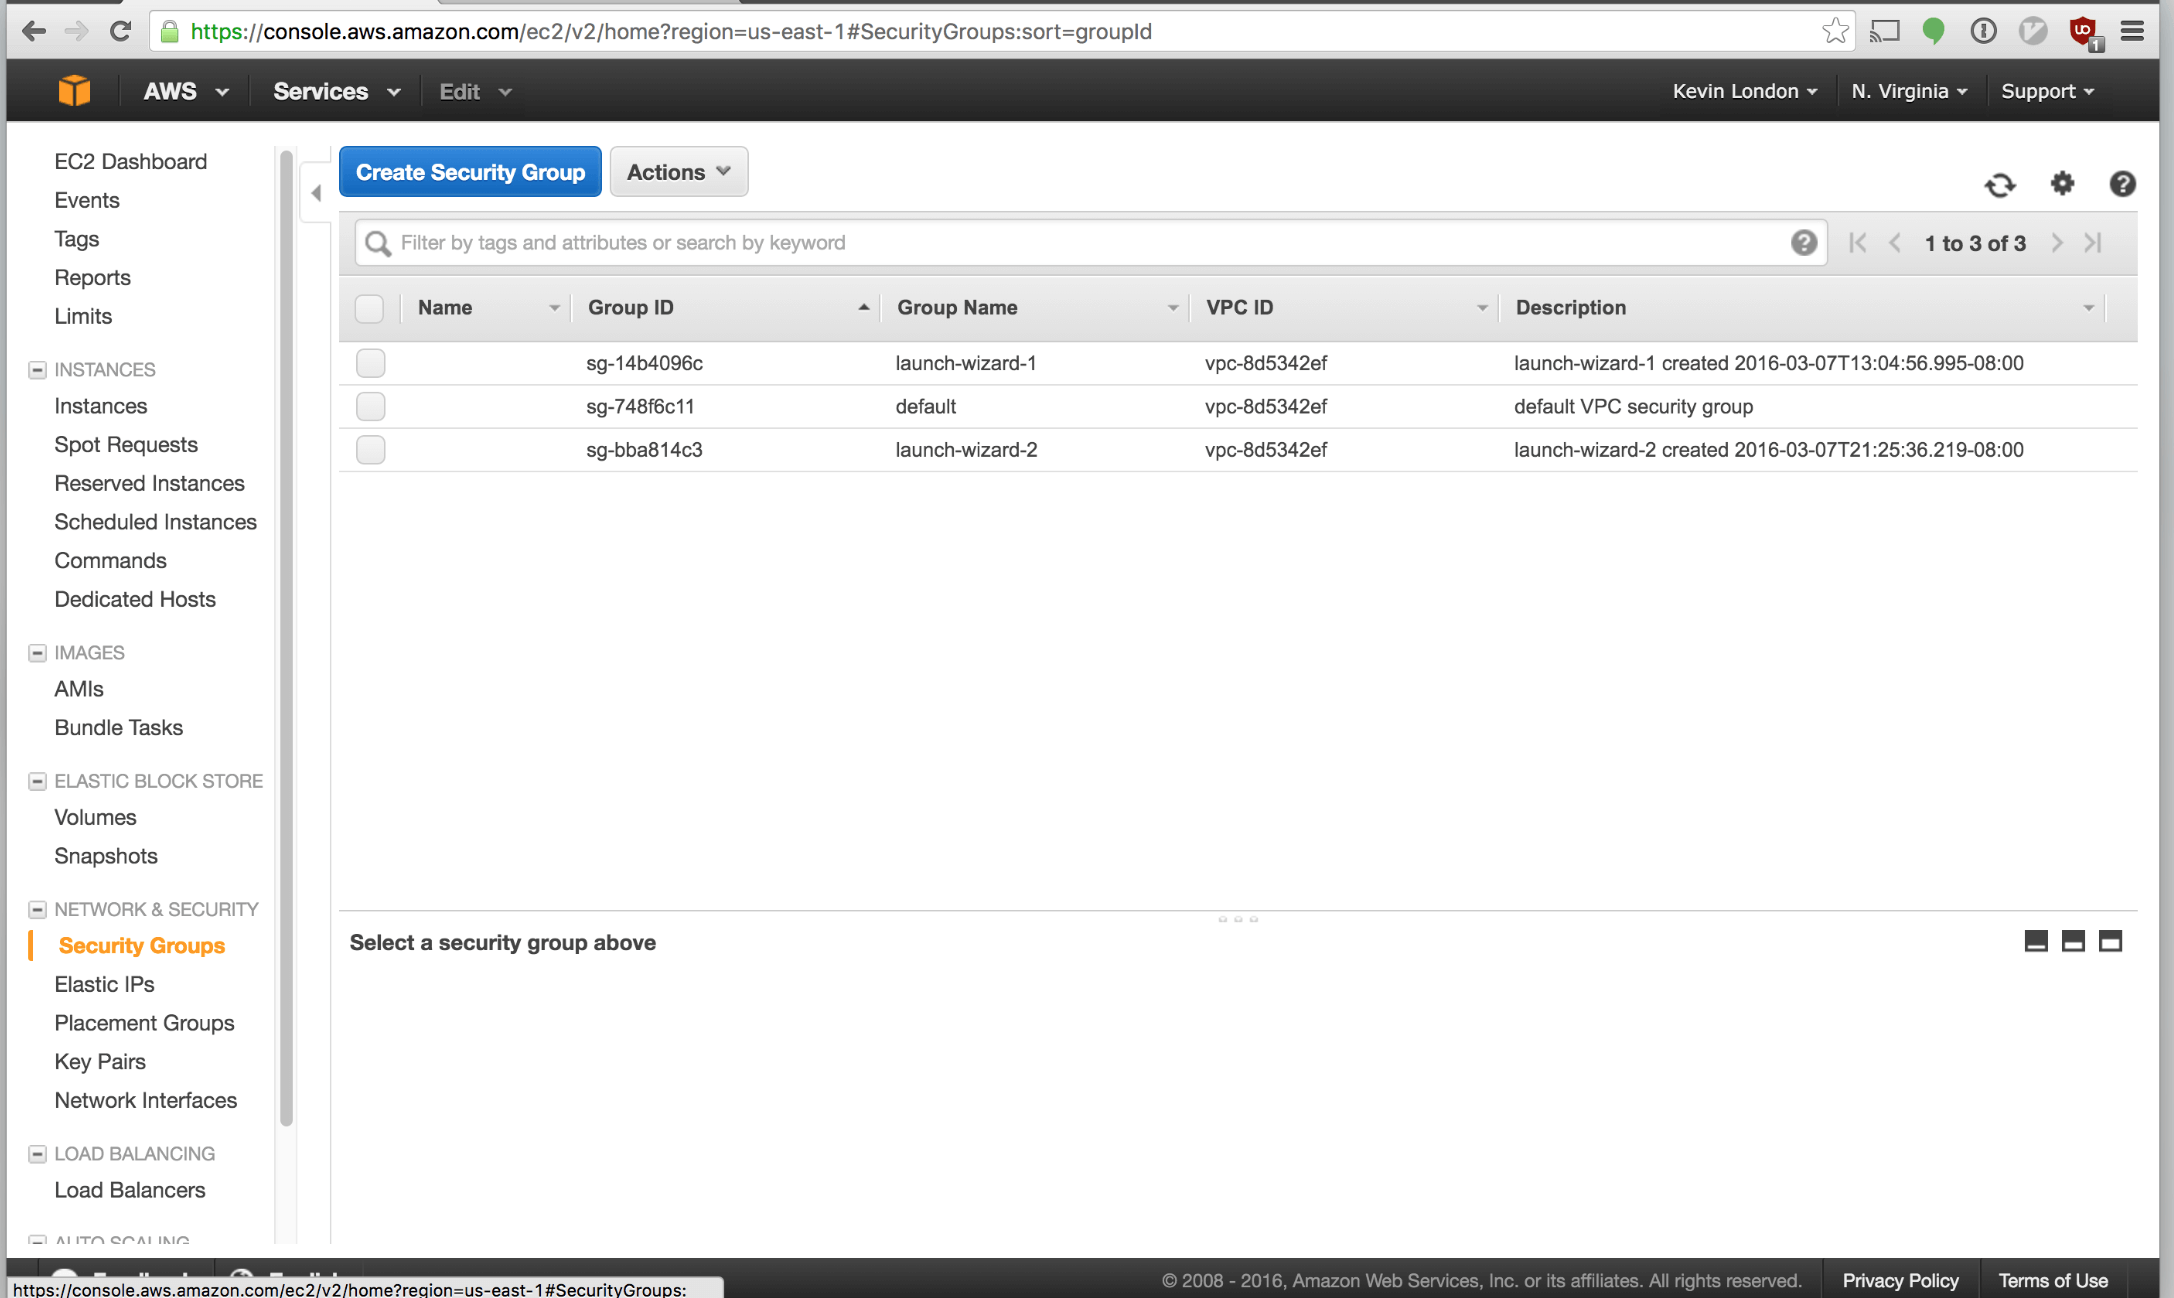 https://console.aws.amazon.com/ec2/v2/home?region=us-east-1#SecurityGroups:sort=groupId
1
AWS Services Edit Kevin London N. Virginia Support
EC2 Dashboard
Events
Tags
Reports
Limits
INSTANCES
Instances
Spot Requests
Reserved Instances
Scheduled Instances
Commands
Dedicated Hosts
IMAGES
AMIs
Bundle Tasks
ELASTIC BLOCK STORE
Volumes
Snapshots
NETWORK & SECURITY
Security Groups
Elastic IPs
Placement Groups
Key Pairs
Network Interfaces
LOAD BALANCING
Load Balancers
AUTO SCALING
Create Security Group Actions
Filter by tags and attributes or search by keyword 1 to 3 of 3
Name Group ID Group Name VPC ID Description
sg-14b4096c launch-wizard-1 vpc-8d5342ef launch-wizard-1 created 2016-03-07T13:04:56.995-08:00
sg-748f6c11 default vpc-8d5342ef default VPC security group
sg-bba814c3 launch-wizard-2 vpc-8d5342ef launch-wizard-2 created 2016-03-07T21:25:36.219-08:00
Select a security group above
© 2008 - 2016, Amazon Web Services, Inc. or its affiliates. All rights reserved. Privacy Policy Terms of Use
https://console.aws.amazon.com/ec2/v2/home?region=us-east-1#SecurityGroups: